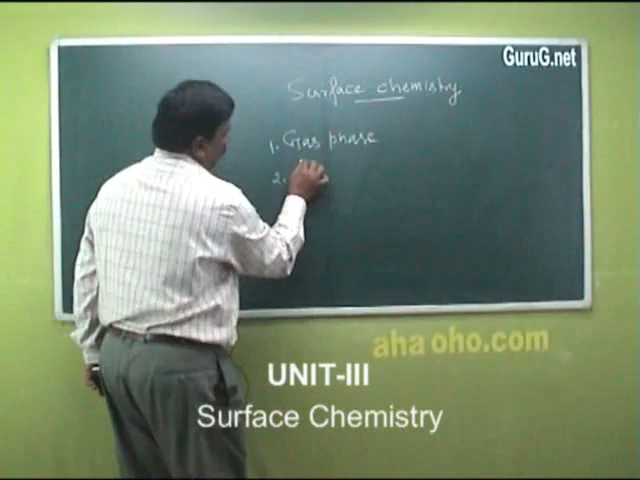 GuruG.net
Surface chemistry
1. Gas phase
2.
aha oho.com
UNIT-III
Surface Chemistry